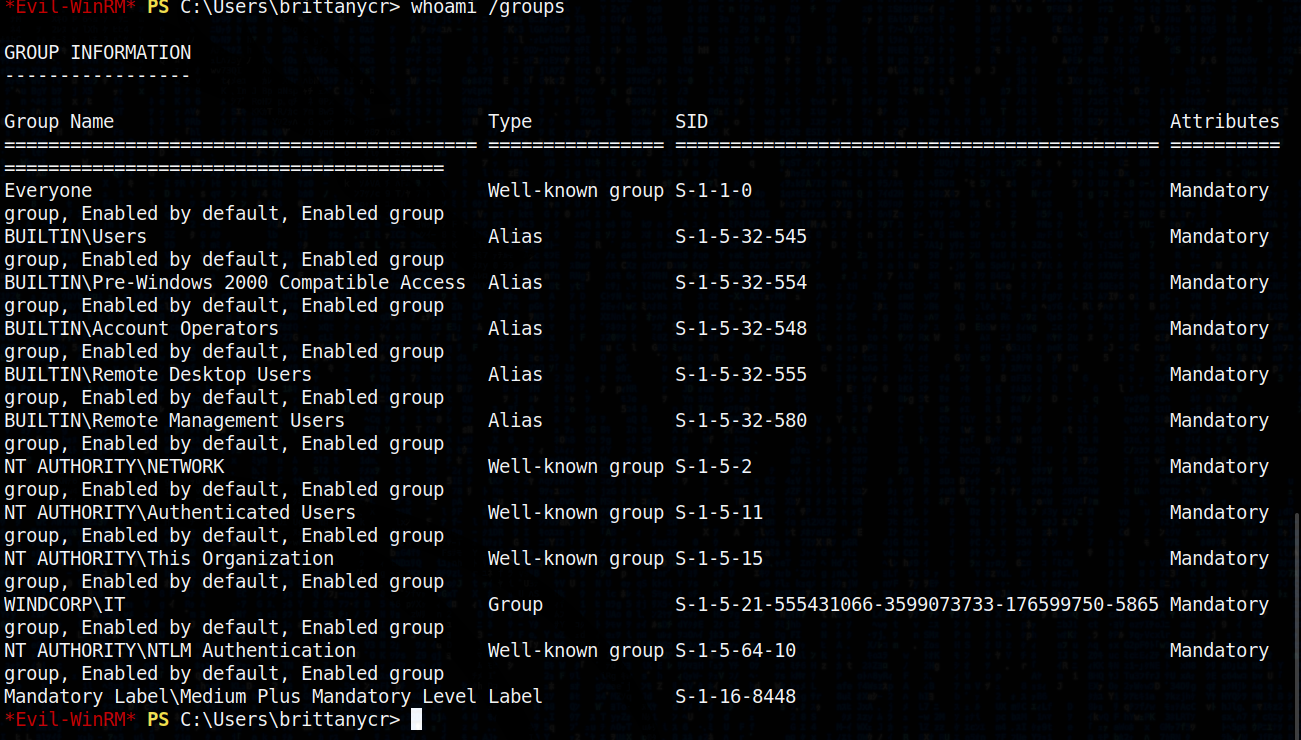 *Evil-WinRM* PS C:\Users\brittanycr> whoami /groups
GROUP INFORMATION
-----------------
Group Name                                  Type             SID                                          Attributes
=========================================== ================ ============================================ ==========
========================================
Everyone                                    Well-known group S-1-1-0                                      Mandatory
group, Enabled by default, Enabled group
BUILTIN\Users                               Alias            S-1-5-32-545                                 Mandatory
group, Enabled by default, Enabled group
BUILTIN\Pre-Windows 2000 Compatible Access  Alias            S-1-5-32-554                                 Mandatory
group, Enabled by default, Enabled group
BUILTIN\Account Operators                   Alias            S-1-5-32-548                                 Mandatory
group, Enabled by default, Enabled group
BUILTIN\Remote Desktop Users                Alias            S-1-5-32-555                                 Mandatory
group, Enabled by default, Enabled group
BUILTIN\Remote Management Users             Alias            S-1-5-32-580                                 Mandatory
group, Enabled by default, Enabled group
NT AUTHORITY\NETWORK                        Well-known group S-1-5-2                                      Mandatory
group, Enabled by default, Enabled group
NT AUTHORITY\Authenticated Users            Well-known group S-1-5-11                                     Mandatory
group, Enabled by default, Enabled group
NT AUTHORITY\This Organization              Well-known group S-1-5-15                                     Mandatory
group, Enabled by default, Enabled group
WINDCORP\IT                                 Group            S-1-5-21-555431066-3599073733-176599750-5865 Mandatory
group, Enabled by default, Enabled group
NT AUTHORITY\NTLM Authentication            Well-known group S-1-5-64-10                                  Mandatory
group, Enabled by default, Enabled group
Mandatory Label\Medium Plus Mandatory Level Label            S-1-16-8448
*Evil-WinRM* PS C:\Users\brittanycr>